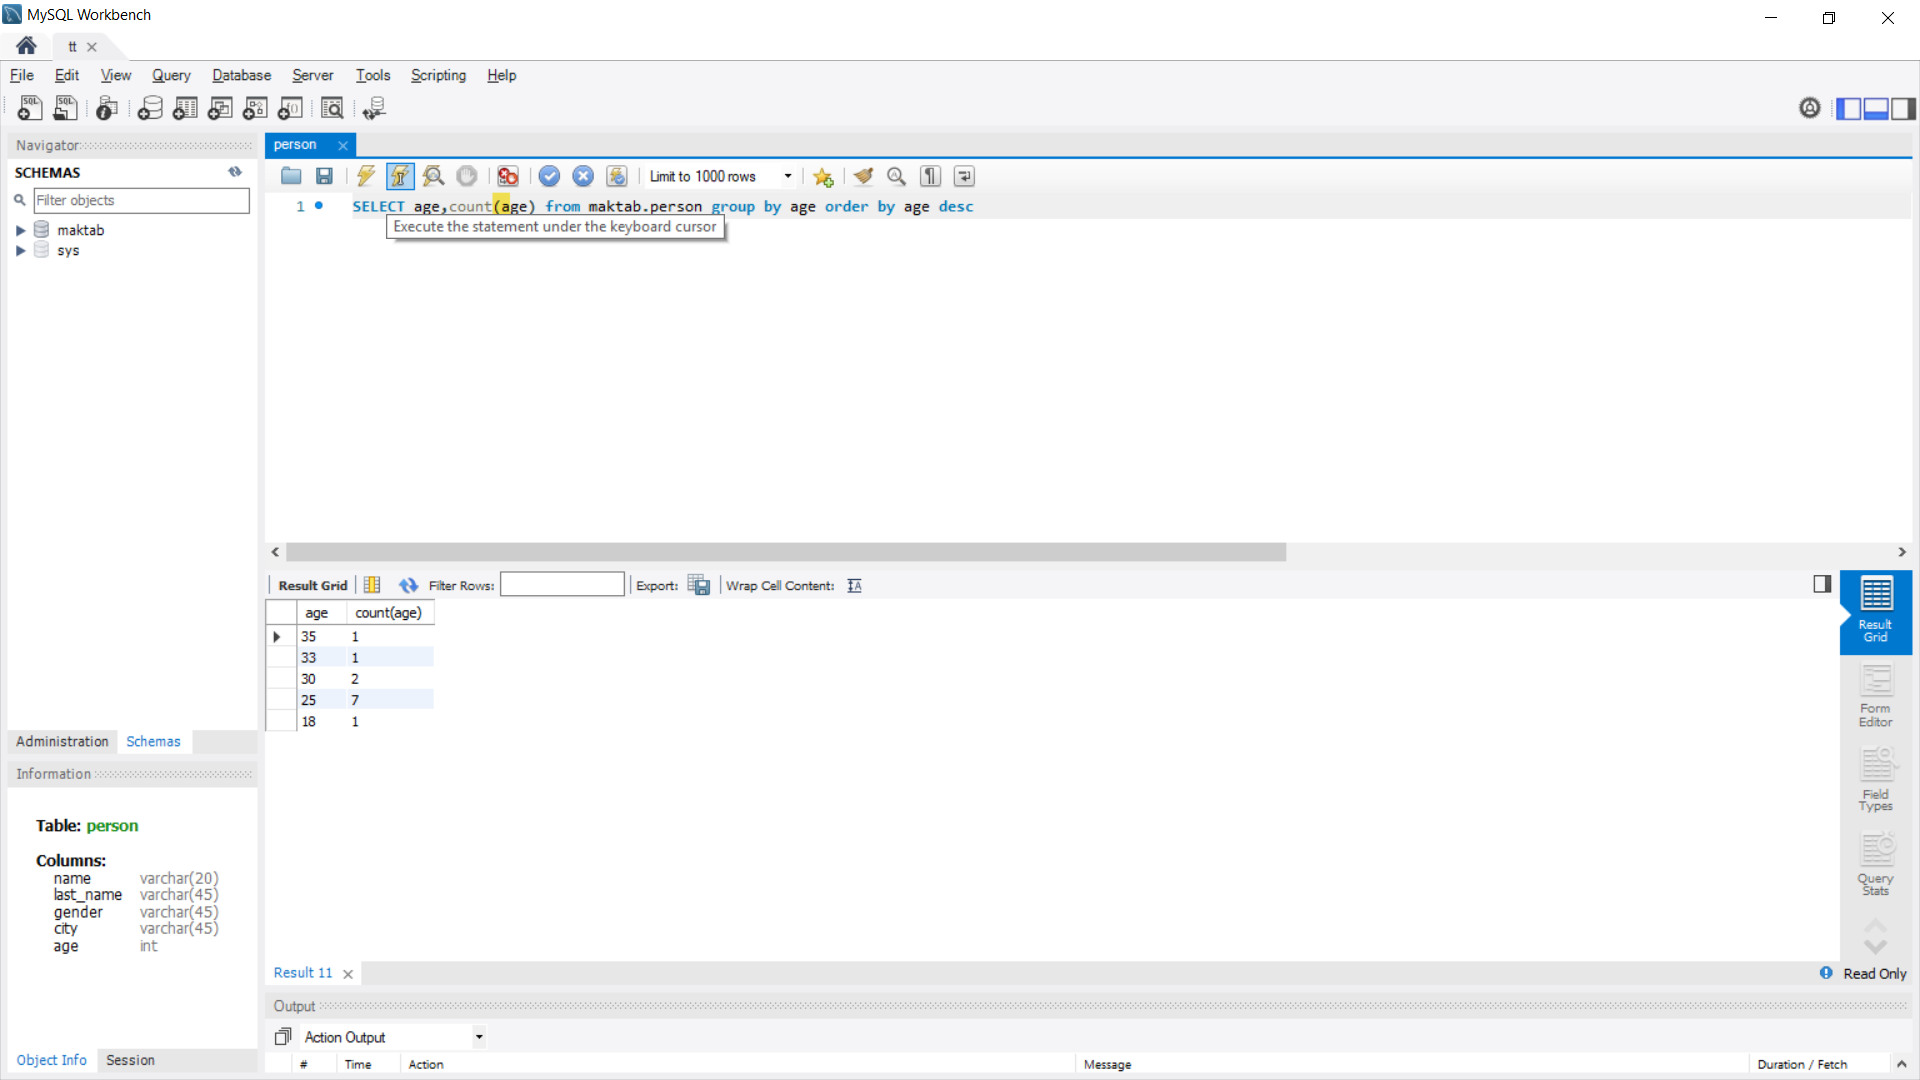 MySQL Workbench
tt
File Edit View Query Database Server Tools Scripting Help
Navigator
SCHEMAS
Filter objects
maktab
sys
Administration Schemas
Information
Table: person
Columns:
name varchar(20)
last_name varchar(45)
gender varchar(45)
city varchar(45)
age int
Object Info Session
person
Limit to 1000 rows
1 SELECT age,count(age) from maktab.person group by age order by age desc
Execute the statement under the keyboard cursor
Result Grid Filter Rows: Export: Wrap Cell Content:
age count(age)
35 1
33 1
30 2
25 7
18 1
Result Grid
Form Editor
Field Types
Query Stats
Result 11
Read Only
Output
Action Output
# Time Action Message Duration / Fetch